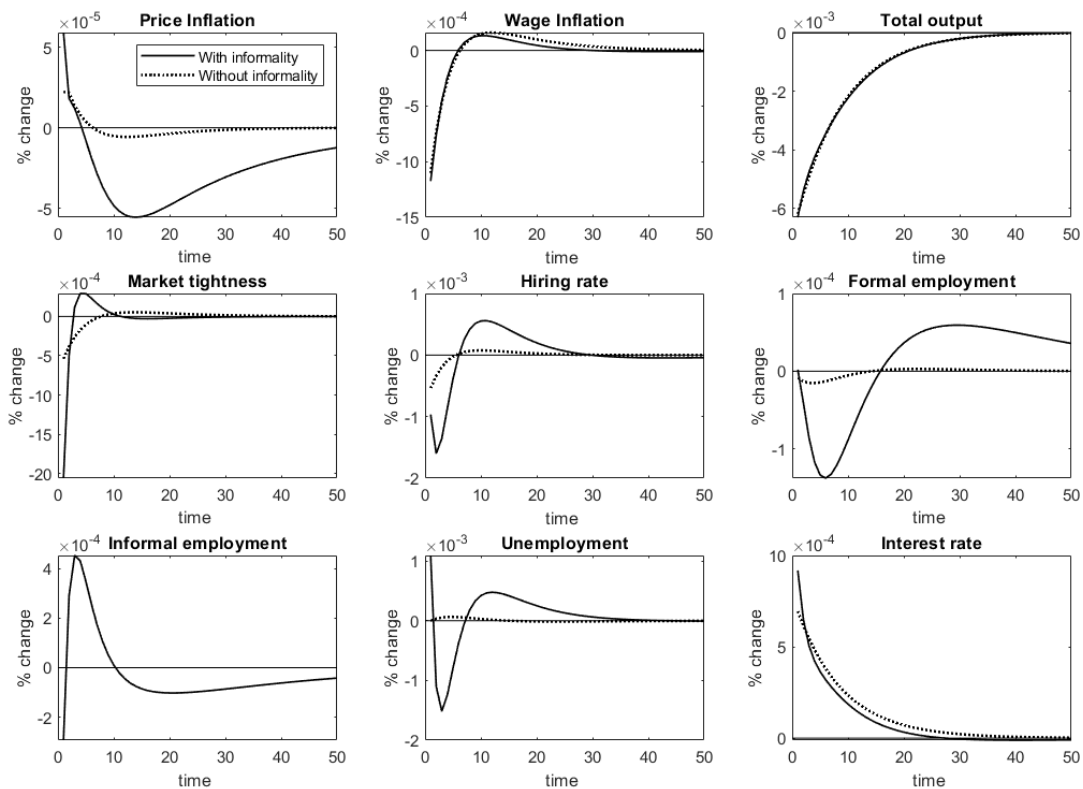 Price Inflation
×10⁻⁵
5
0
-5
% change
0 10 20 30 40 50
time
With informality
Without informality
Wage Inflation
×10⁻⁴
0
-5
-10
-15
% change
0 10 20 30 40 50
time
Total output
×10⁻³
0
-2
-4
-6
% change
0 10 20 30 40 50
time
Market tightness
×10⁻⁴
0
-5
-10
-15
-20
% change
0 10 20 30 40 50
time
Hiring rate
×10⁻³
1
0
-1
-2
% change
0 10 20 30 40 50
time
Formal employment
×10⁻⁴
1
0
-1
% change
0 10 20 30 40 50
time
Informal employment
×10⁻⁴
4
2
0
-2
% change
0 10 20 30 40 50
time
Unemployment
×10⁻³
1
0
-1
-2
% change
0 10 20 30 40 50
time
Interest rate
×10⁻⁴
10
5
0
% change
0 10 20 30 40 50
time